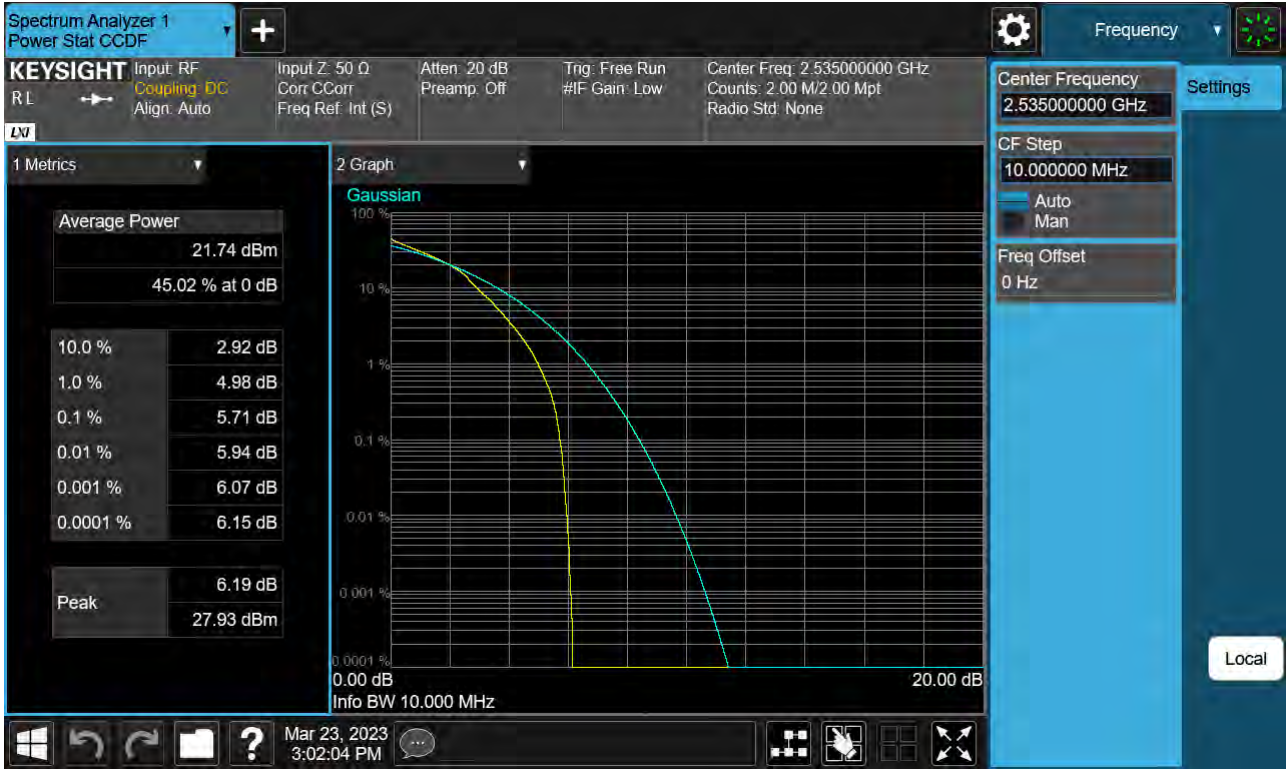 Spectrum Analyzer 1
Power Stat CCDF
Frequency
KEYSIGHT
RL
LXI
Input: RF
Coupling: DC
Align: Auto
Input Z: 50 Ω
Corr CCorr
Freq Ref: Int (S)
Atten: 20 dB
Preamp: Off
Trig: Free Run
#IF Gain: Low
Center Freq: 2.535000000 GHz
Counts: 2.00 M/2.00 Mpt
Radio Std: None
Center Frequency
2.535000000 GHz
Settings
CF Step
10.000000 MHz
Auto
Man
Freq Offset
0 Hz
Local
1 Metrics
Average Power
21.74 dBm
45.02 % at 0 dB
10.0 % 2.92 dB
1.0 % 4.98 dB
0.1 % 5.71 dB
0.01 % 5.94 dB
0.001 % 6.07 dB
0.0001 % 6.15 dB
Peak
6.19 dB
27.93 dBm
2 Graph
Gaussian
100 %
10 %
1 %
0.1 %
0.01 %
0.001 %
0.0001 %
0.00 dB 20.00 dB
Info BW 10.000 MHz
?
Mar 23, 2023
3:02:04 PM